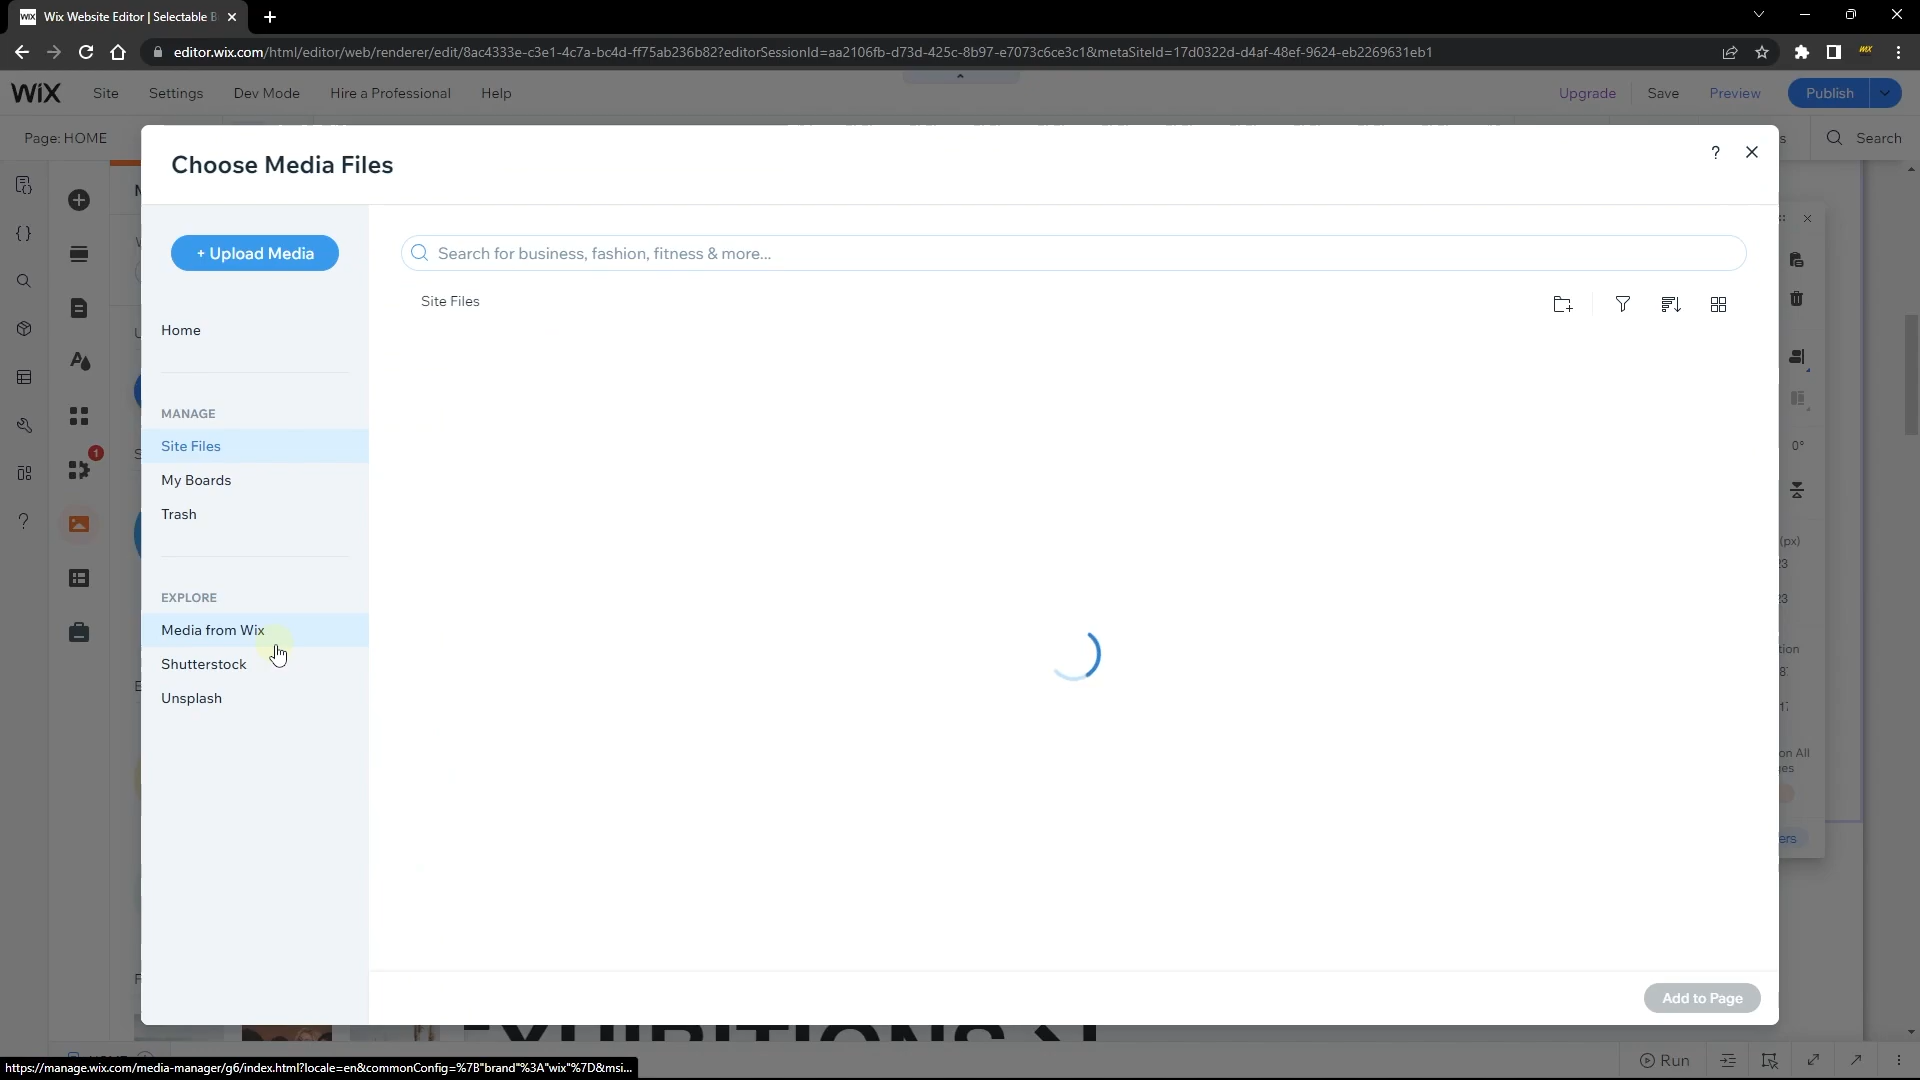 Wix Website Editor | Selectable B
editor.wix.com/html/editor/web/renderer/edit/8ac4333e-c3e1-4c7a-bc4d-ff75ab236b82?editorSessionId=aa2106fb-d73d-425c-8b97-e7073c6ce3c1&metaSiteId=17d0322d-d4af-48ef-9624-eb2269631eb1
WiX
Site
Settings
Dev Mode
Hire a Professional
Help
Upgrade
Save
Preview
Publish
Page: HOME
Search
Choose Media Files
?
+ Upload Media
Search for business, fashion, fitness & more...
Site Files
Home
MANAGE
Site Files
My Boards
Trash
EXPLORE
Media from Wix
Shutterstock
Unsplash
1
0°
(px)
Add to Page
Run
https://manage.wix.com/media-manager/g6/index.html?locale=en&commonConfig=%7B"brand"%3A"wix"%7D&msi...